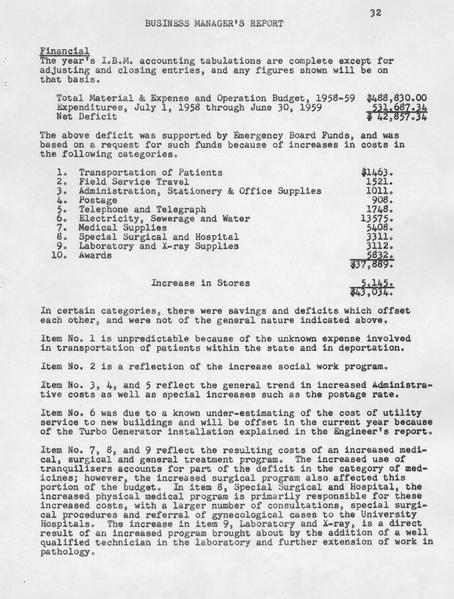 32
BUSINESS MANAGER'S REPORT
Financial
The year's I.B.M. accounting tabulations are complete except for
adjusting and closing entries, and any figures shown will be on
that basis.
Total Material & Expense and Operation Budget, 1958-59 $488,830.00
Expenditures, July 1, 1958 through June 30, 1959 531,687.34
Net Deficit $ 42,857.34
The above deficit was supported by Emergency Board Funds, and was
based on a request for such funds because of increases in costs in
the following categories.
1. Transportation of Patients $1463.
2. Field Service Travel 1521.
3. Administration, Stationery & Office Supplies 1011.
4. Postage 908.
5. Telephone and Telegraph 1748.
6. Electricity, Sewerage and Water 13575.
7. Medical Supplies 5408.
8. Special Surgical and Hospital 3311.
9. Laboratory and X-ray Supplies 3112.
10. Awards 5832.
$37,889.
Increase in Stores 5,145.
$43,034.
In certain categories, there were savings and deficits which offset
each other, and were not of the general nature indicated above.
Item No. 1 is unpredictable because of the unknown expense involved
in transportation of patients within the state and in deportation.
Item No. 2 is a reflection of the increase social work program.
Item No. 3, 4, and 5 reflect the general trend in increased Administra-
tive costs as well as special increases such as the postage rate.
Item No. 6 was due to a known under-estimating of the cost of utility
service to new buildings and will be offset in the current year because
of the Turbo Generator installation explained in the Engineer's report.
Item No. 7, 8, and 9 reflect the resulting costs of an increased medi-
cal, surgical and general treatment program. The increased use of
tranquilizers accounts for part of the deficit in the category of med-
icines; however, the increased surgical program also affected this
portion of the budget. In item 8, Special Surgical and Hospital, the
increased physical medical program is primarily responsible for these
increased costs, with a larger number of consultations, special surgi-
cal procedures and referral of gynecological cases to the University
Hospitals. The increase in item 9, Laboratory and X-ray, is a direct
result of an increased program brought about by the addition of a well
qualified technician in the laboratory and further extension of work in
pathology.